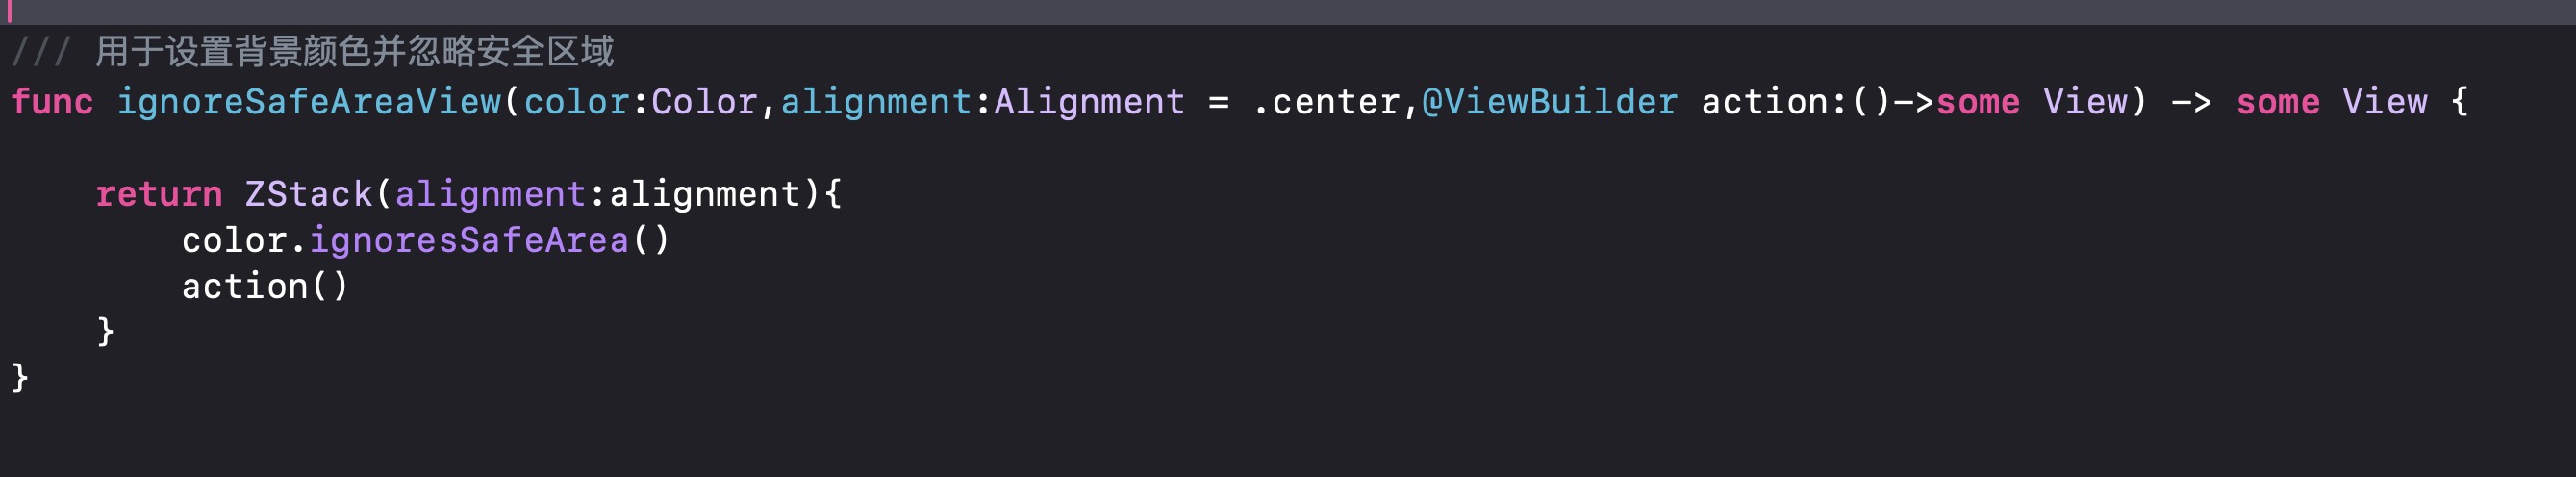 /// 用于设置背景颜色并忽略安全区域
func ignoreSafeAreaView(color:Color,alignment:Alignment = .center,@ViewBuilder action:()->some View) -> some View {
    return ZStack(alignment:alignment){
        color.ignoresSafeArea()
        action()
    }
}